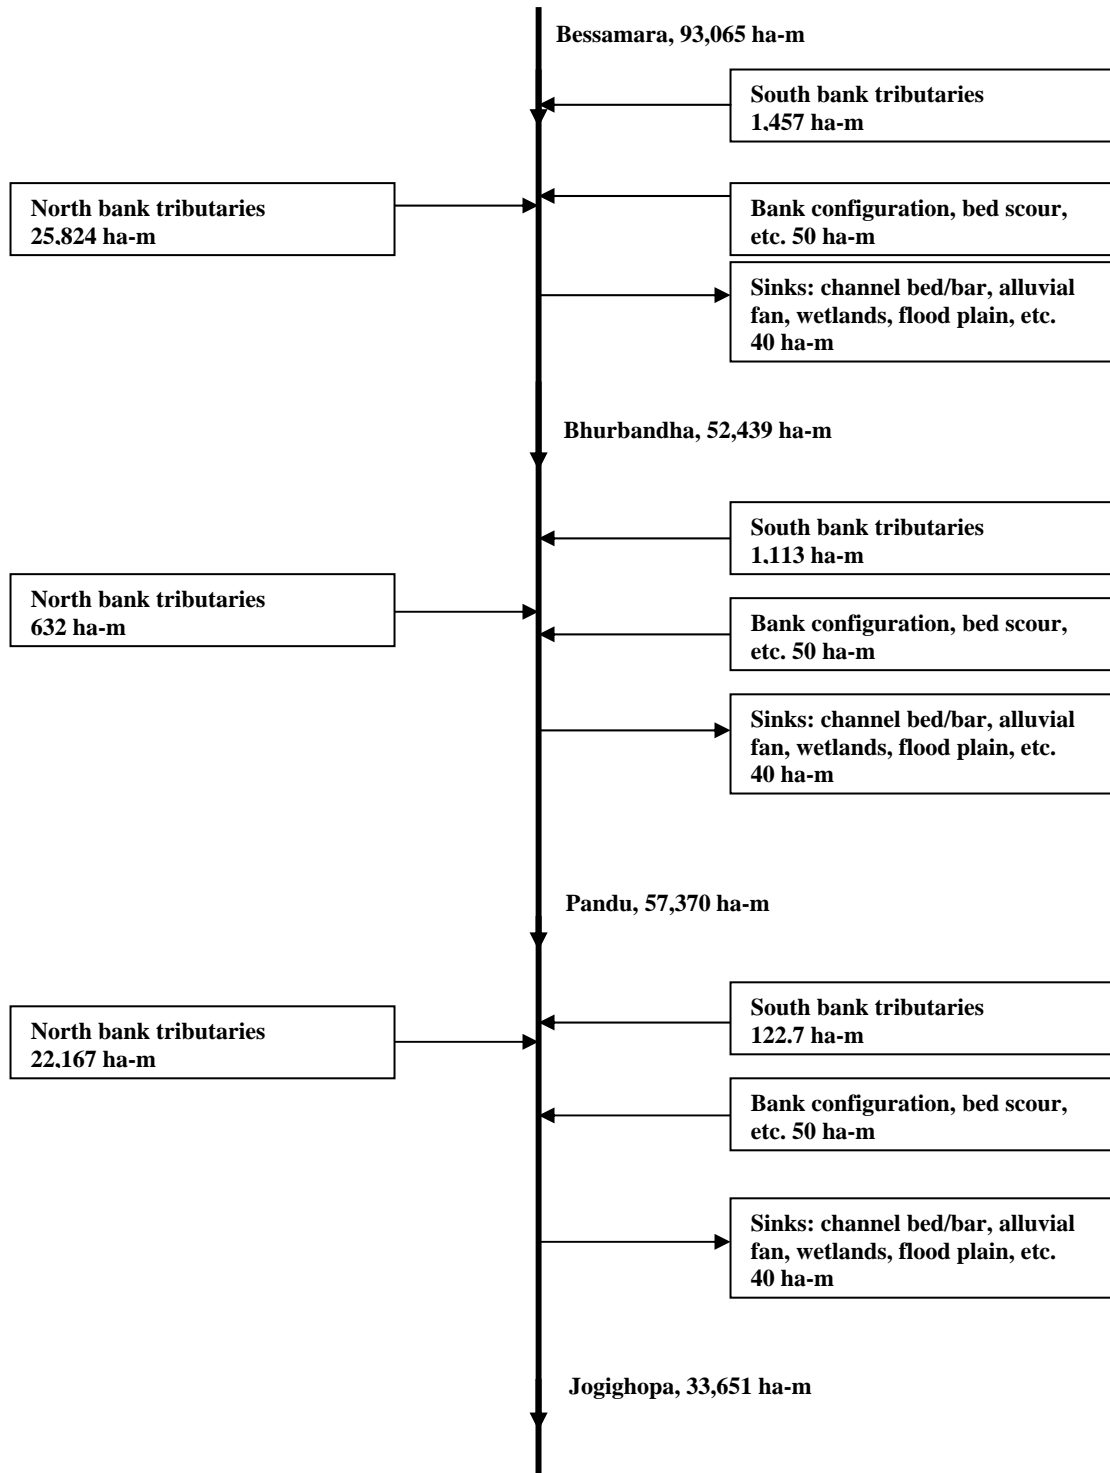 Bessamara, 93,065 ha-m
South bank tributaries
1,457 ha-m
North bank tributaries
25,824 ha-m
Bank configuration, bed scour,
etc. 50 ha-m
Sinks: channel bed/bar, alluvial
fan, wetlands, flood plain, etc.
40 ha-m
Bhurbandha, 52,439 ha-m
South bank tributaries
1,113 ha-m
North bank tributaries
632 ha-m
Bank configuration, bed scour,
etc. 50 ha-m
Sinks: channel bed/bar, alluvial
fan, wetlands, flood plain, etc.
40 ha-m
Pandu, 57,370 ha-m
South bank tributaries
122.7 ha-m
North bank tributaries
22,167 ha-m
Bank configuration, bed scour,
etc. 50 ha-m
Sinks: channel bed/bar, alluvial
fan, wetlands, flood plain, etc.
40 ha-m
Jogighopa, 33,651 ha-m